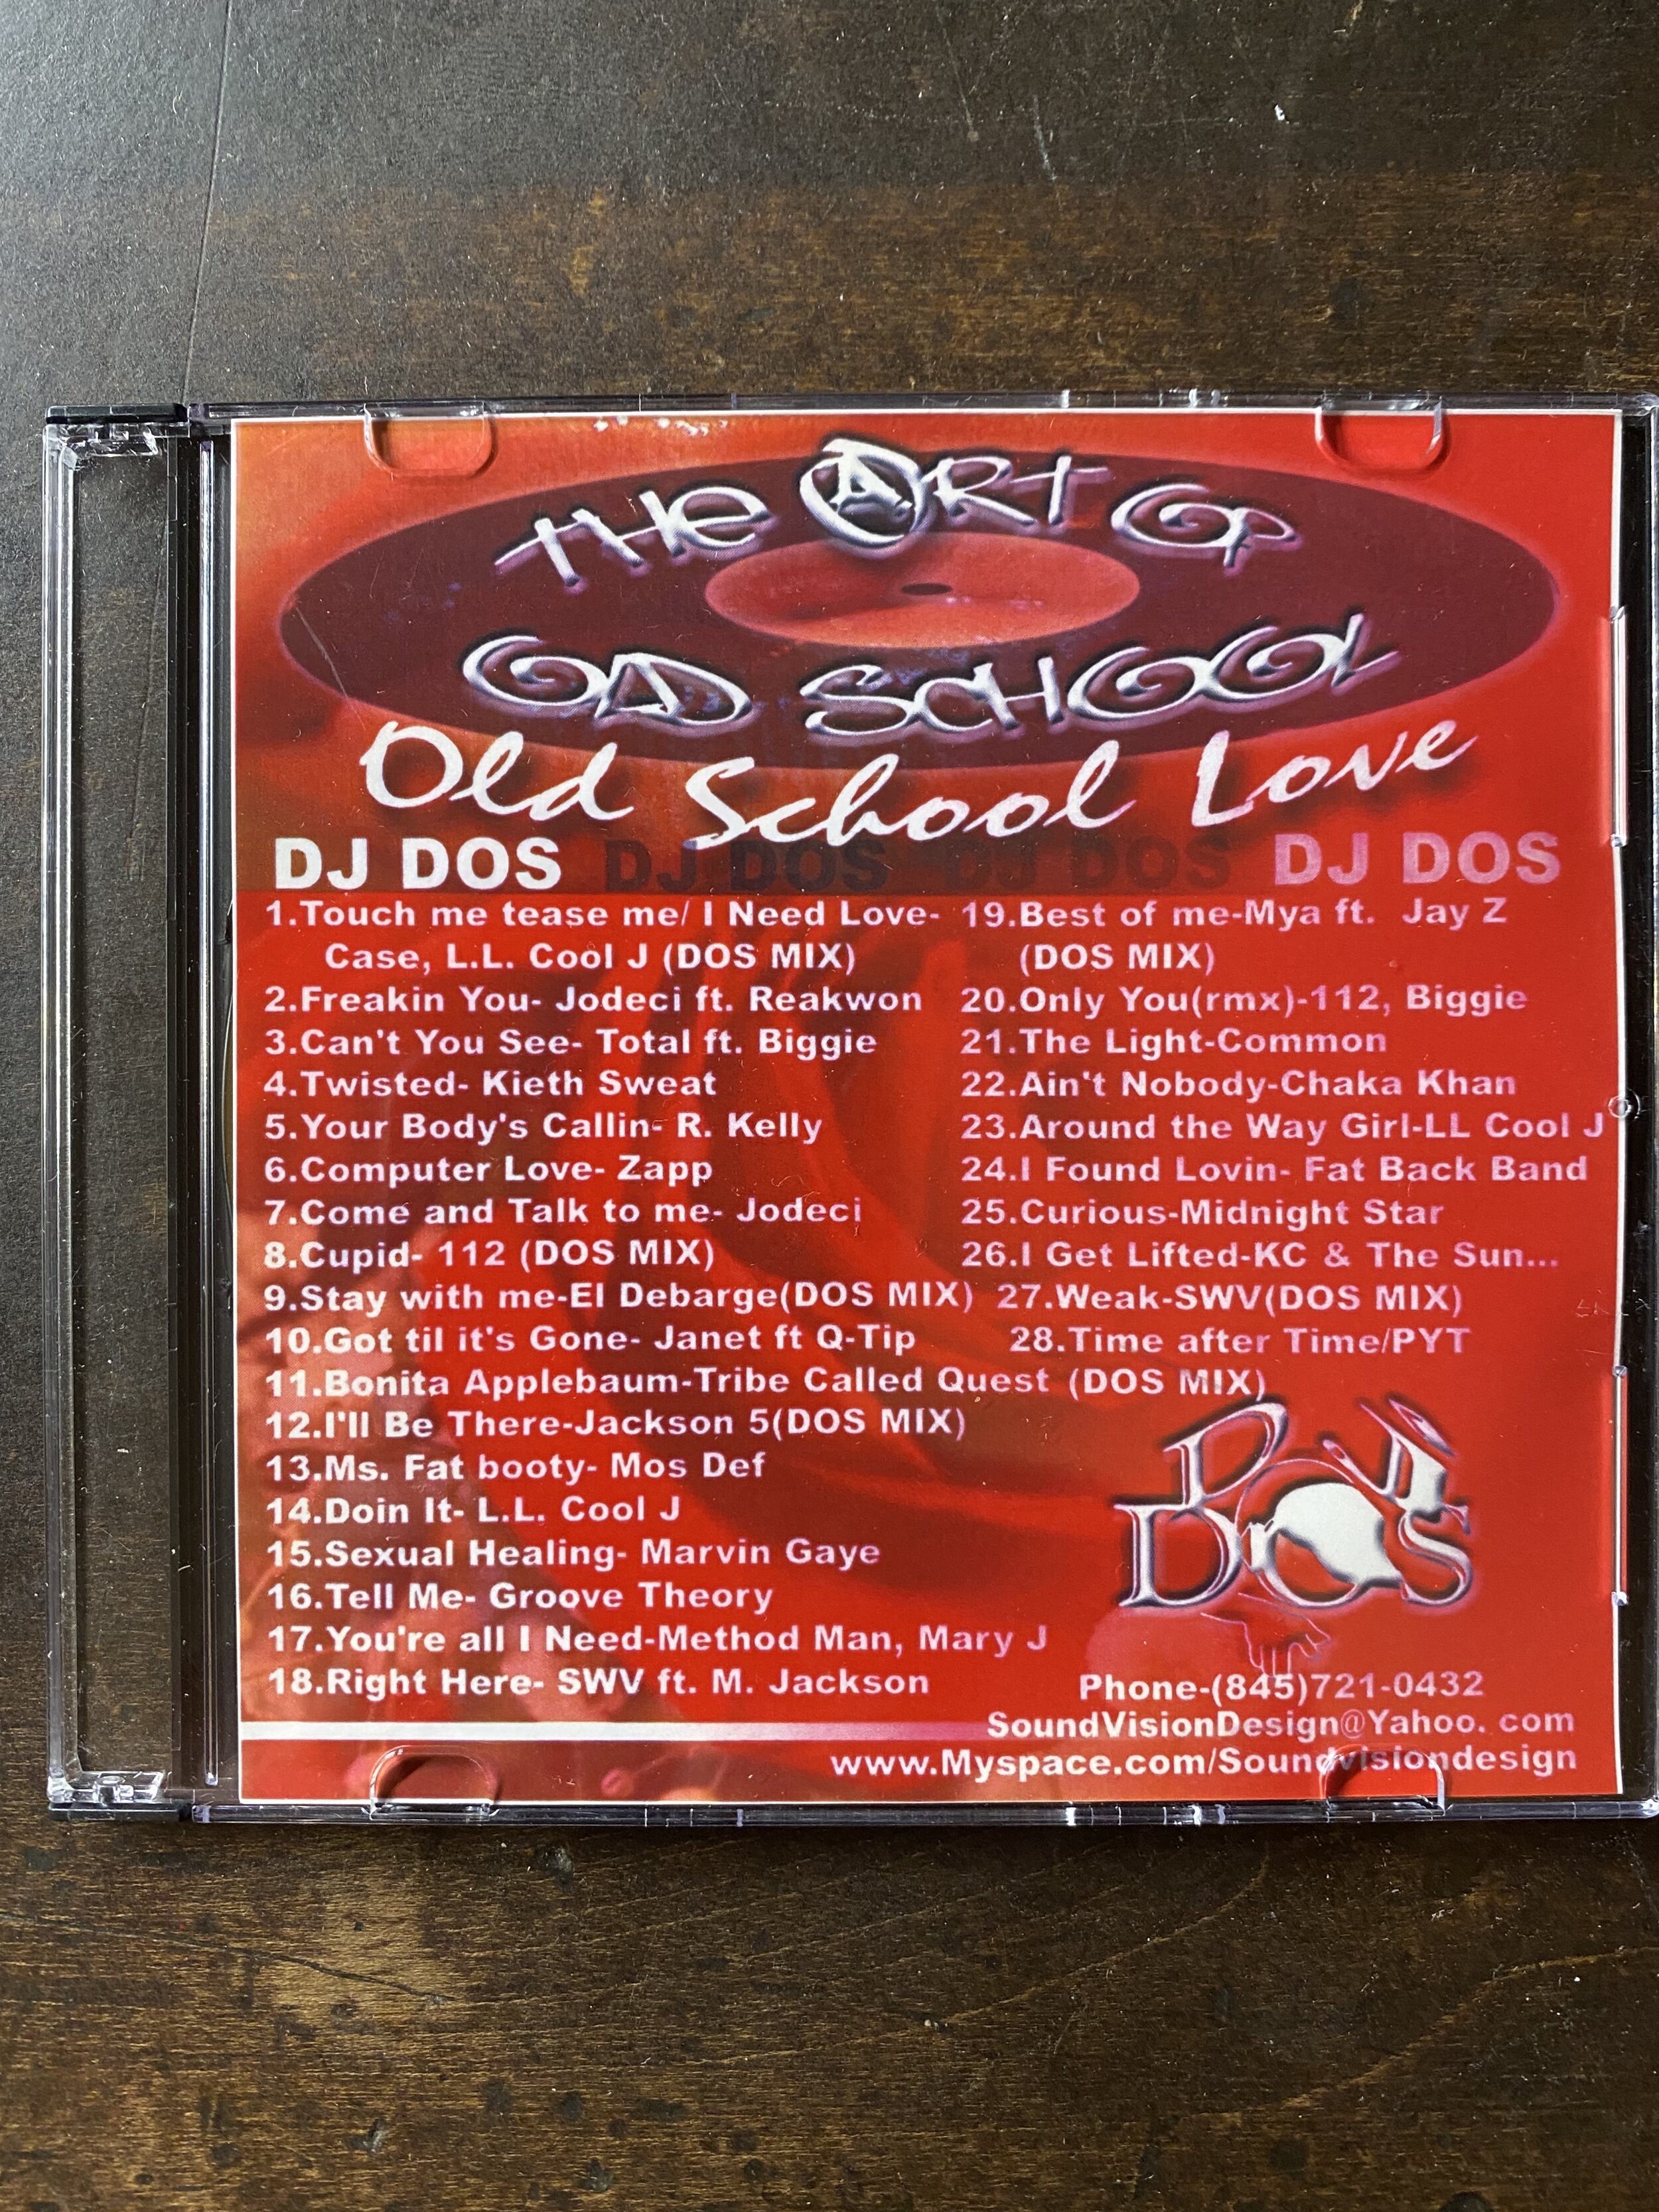 THE ART OF
OLD SCHOOL
Old School Love
DJ DOS DJ DOS DJ DOS DJ DOS
1.Touch me tease me/ I Need Love-
Case, L.L. Cool J (DOS MIX)
2.Freakin You- Jodeci ft. Reakwon
3.Can't You See- Total ft. Biggie
4.Twisted- Kieth Sweat
5.Your Body's Callin- R. Kelly
6.Computer Love- Zapp
7.Come and Talk to me- Jodeci
8.Cupid- 112 (DOS MIX)
9.Stay with me-El Debarge(DOS MIX)
10.Got til it's Gone- Janet ft Q-Tip
11.Bonita Applebaum-Tribe Called Quest
12.I'll Be There-Jackson 5(DOS MIX)
13.Ms. Fat booty- Mos Def
14.Doin It- L.L. Cool J
15.Sexual Healing- Marvin Gaye
16.Tell Me- Groove Theory
17.You're all I Need-Method Man, Mary J
18.Right Here- SWV ft. M. Jackson
19.Best of me-Mya ft. Jay Z
(DOS MIX)
20.Only You(rmx)-112, Biggie
21.The Light-Common
22.Ain't Nobody-Chaka Khan
23.Around the Way Girl-LL Cool J
24.I Found Lovin- Fat Back Band
25.Curious-Midnight Star
26.I Get Lifted-KC & The Sun...
27.Weak-SWV(DOS MIX)
28.Time after Time/PYT
(DOS MIX)
DJ
DOS
Phone-(845)721-0432
SoundVisionDesign@Yahoo. com
www.Myspace.com/Soundvisiondesign